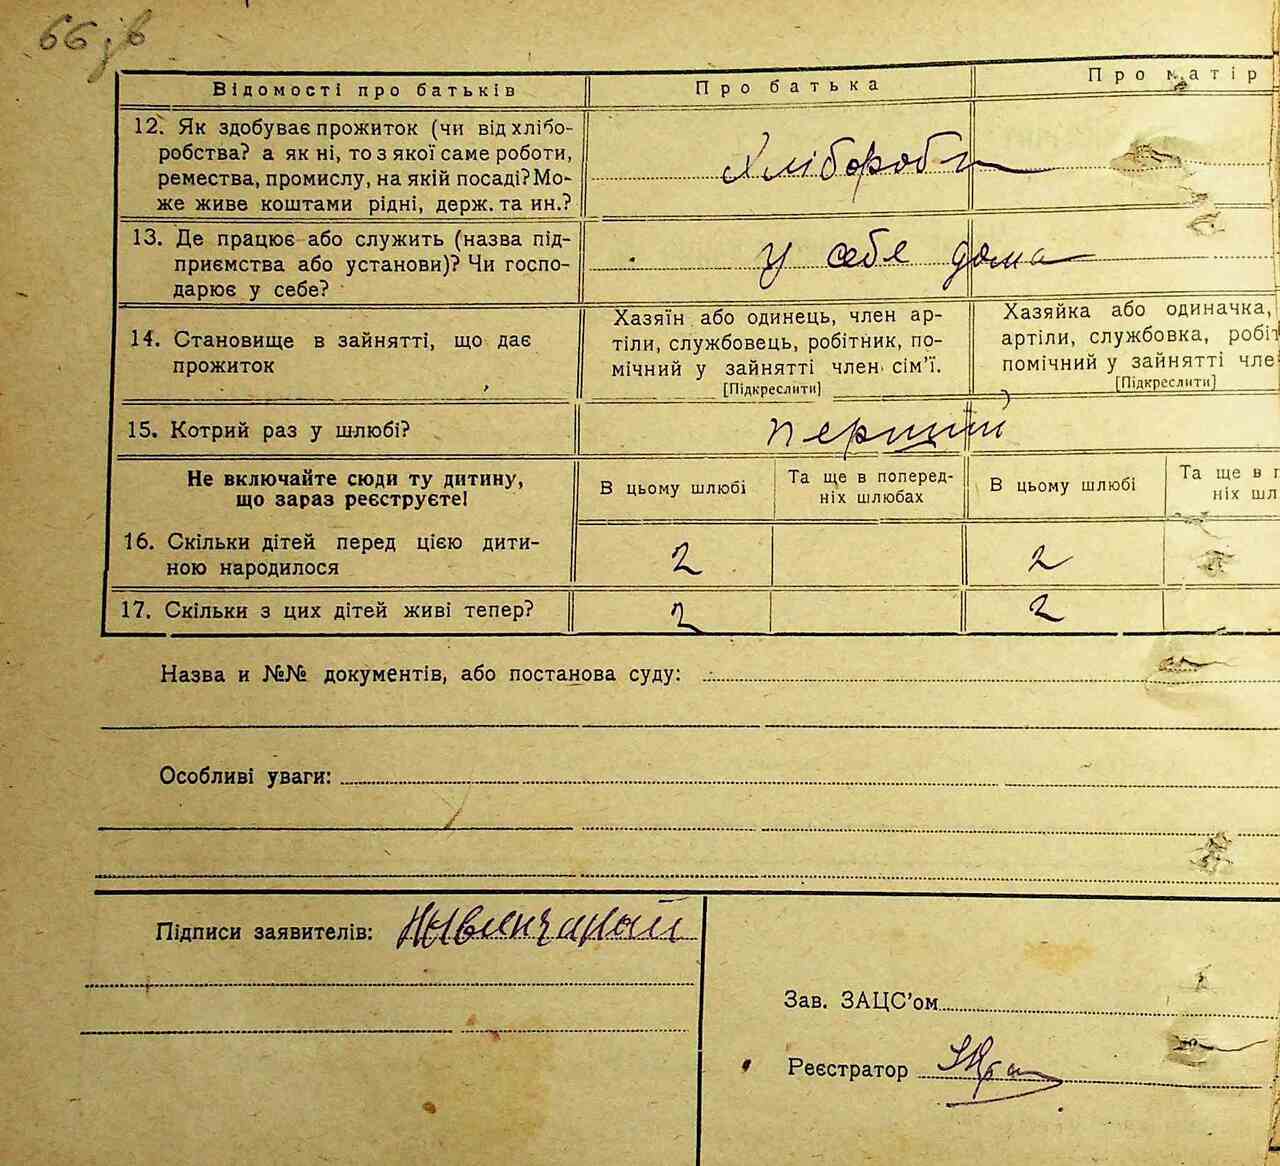 66 зв
Відомості про батьків
Про батька
Про матір
12. Як здобуває прожиток (чи від хлібо-
робства? а як ні, то з якої саме роботи,
ремества, промислу, на якій посаді? Мо-
же живе коштами рідні, держ. та ин.?
Хлібороби
13. Де працює або служить (назва під-
приємства або установи)? Чи госпо-
дарює у себе?
у себе дома
14. Становище в зайнятті, що дає
прожиток
Хазяїн або одинець, член ар-
тіли, службовець, робітник, по-
мічний у зайнятті член сім'ї.
[Підкреслити]
Хазяйка або одиначка,
артіли, службовка, робіт
помічний у зайнятті чле
[Підкреслити]
15. Котрий раз у шлюбі?
перший
Не включайте сюди ту дитину,
що зараз реєструєте!
В цьому шлюбі
Та ще в поперед-
ніх шлюбах
В цьому шлюбі
Та ще в п
ніх шл
16. Скільки дітей перед цією дити-
ною народилося
2
2
17. Скільки з цих дітей живі тепер?
2
2
Назва и №№ документів, або постанова суду:
Особливі уваги:
Підписи заявителів:
Зав. ЗАЦС'ом
Реєстратор